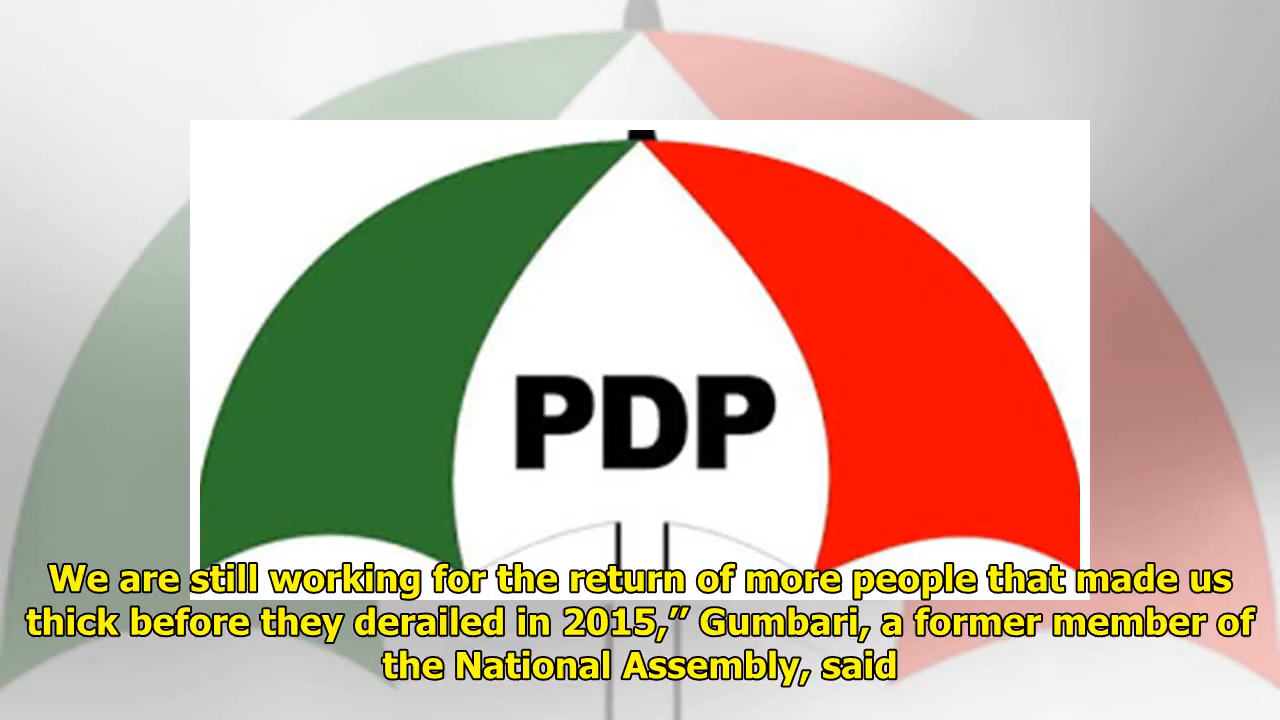 PDP
We are still working for the return of more people that made us
thick before they derailed in 2015,” Gumbari, a former member of
the National Assembly, said